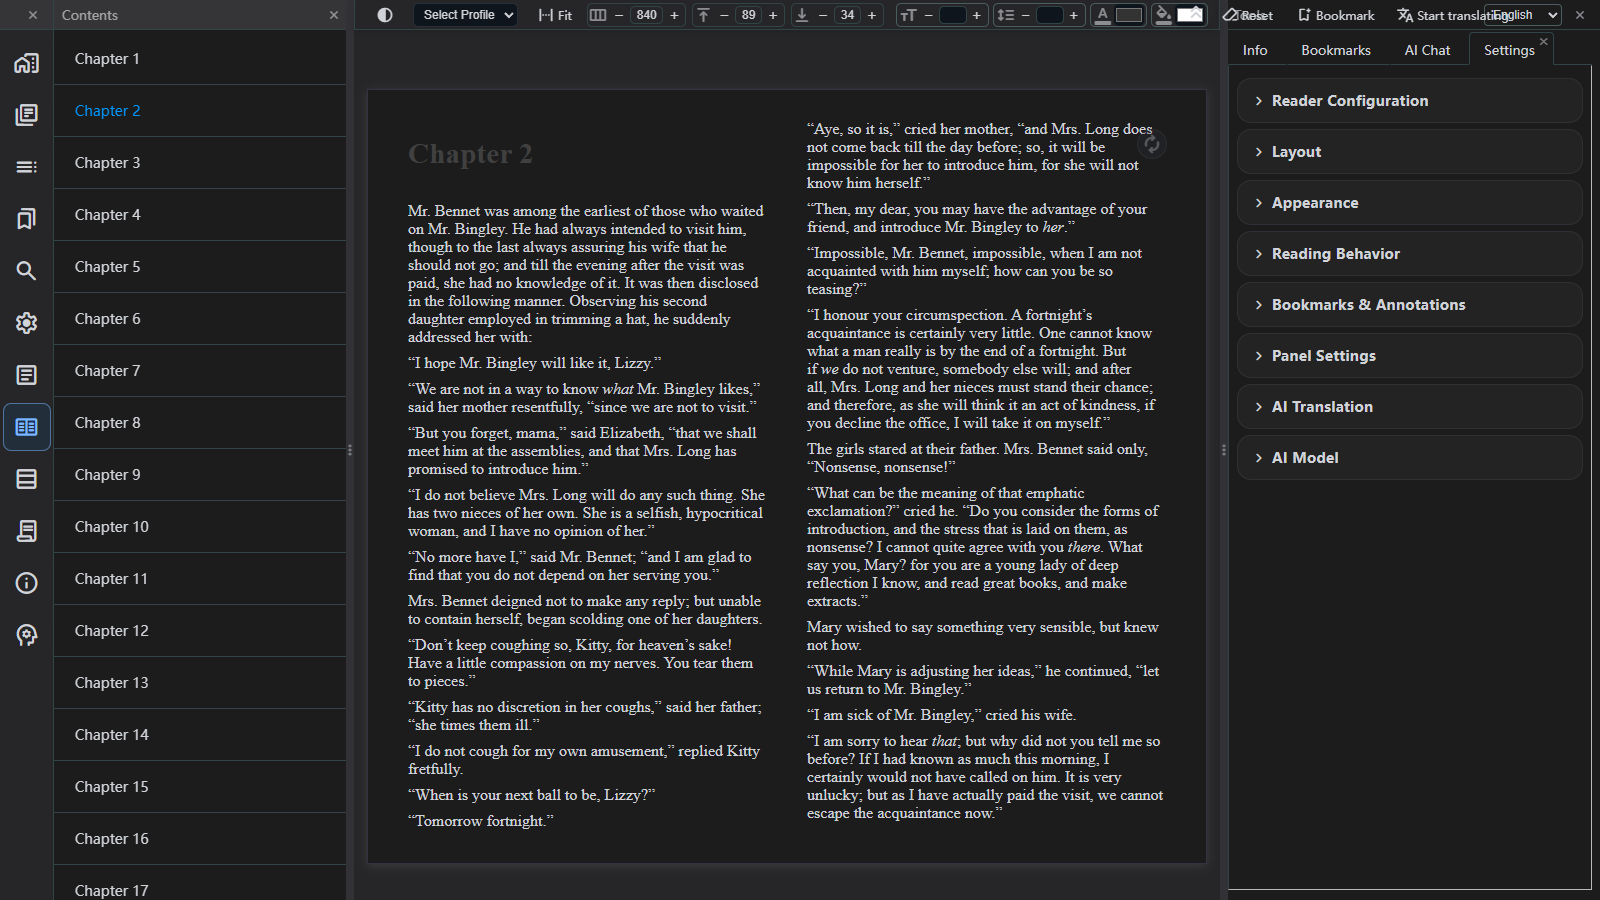 Contents
Select Profile
Fit
840
89
34
Reset
Bookmark
Start translating
English
Chapter 1
Chapter 2
Chapter 3
Chapter 4
Chapter 5
Chapter 6
Chapter 7
Chapter 8
Chapter 9
Chapter 10
Chapter 11
Chapter 12
Chapter 13
Chapter 14
Chapter 15
Chapter 16
Chapter 17
Chapter 2
Mr. Bennet was among the earliest of those who waited
on Mr. Bingley. He had always intended to visit him,
though to the last always assuring his wife that he
should not go; and till the evening after the visit was
paid, she had no knowledge of it. It was then disclosed
in the following manner. Observing his second
daughter employed in trimming a hat, he suddenly
addressed her with:
“I hope Mr. Bingley will like it, Lizzy.”
“We are not in a way to know what Mr. Bingley likes,”
said her mother resentfully, “since we are not to visit.”
“But you forget, mama,” said Elizabeth, “that we shall
meet him at the assemblies, and that Mrs. Long has
promised to introduce him.”
“I do not believe Mrs. Long will do any such thing. She
has two nieces of her own. She is a selfish, hypocritical
woman, and I have no opinion of her.”
“No more have I,” said Mr. Bennet; “and I am glad to
find that you do not depend on her serving you.”
Mrs. Bennet deigned not to make any reply; but unable
to contain herself, began scolding one of her daughters.
“Don’t keep coughing so, Kitty, for heaven’s sake!
Have a little compassion on my nerves. You tear them
to pieces.”
“Kitty has no discretion in her coughs,” said her father;
“she times them ill.”
“I do not cough for my own amusement,” replied Kitty
fretfully.
“When is your next ball to be, Lizzy?”
“Tomorrow fortnight.”
“Aye, so it is,” cried her mother, “and Mrs. Long does
not come back till the day before; so, it will be
impossible for her to introduce him, for she will not
know him herself.”
“Then, my dear, you may have the advantage of your
friend, and introduce Mr. Bingley to her.”
“Impossible, Mr. Bennet, impossible, when I am not
acquainted with him myself; how can you be so
teasing?”
“I honour your circumspection. A fortnight’s
acquaintance is certainly very little. One cannot know
what a man really is by the end of a fortnight. But
if we do not venture, somebody else will; and after
all, Mrs. Long and her nieces must stand their chance;
and therefore, as she will think it an act of kindness, if
you decline the office, I will take it on myself.”
The girls stared at their father. Mrs. Bennet said only,
“Nonsense, nonsense!”
“What can be the meaning of that emphatic
exclamation?” cried he. “Do you consider the forms of
introduction, and the stress that is laid on them, as
nonsense? I cannot quite agree with you there. What
say you, Mary? for you are a young lady of deep
reflection I know, and read great books, and make
extracts.”
Mary wished to say something very sensible, but knew
not how.
“While Mary is adjusting her ideas,” he continued, “let
us return to Mr. Bingley.”
“I am sick of Mr. Bingley,” cried his wife.
“I am sorry to hear that; but why did not you tell me so
before? If I had known as much this morning, I
certainly would not have called on him. It is very
unlucky; but as I have actually paid the visit, we cannot
escape the acquaintance now.”
Info
Bookmarks
AI Chat
Settings
Reader Configuration
Layout
Appearance
Reading Behavior
Bookmarks & Annotations
Panel Settings
AI Translation
AI Model